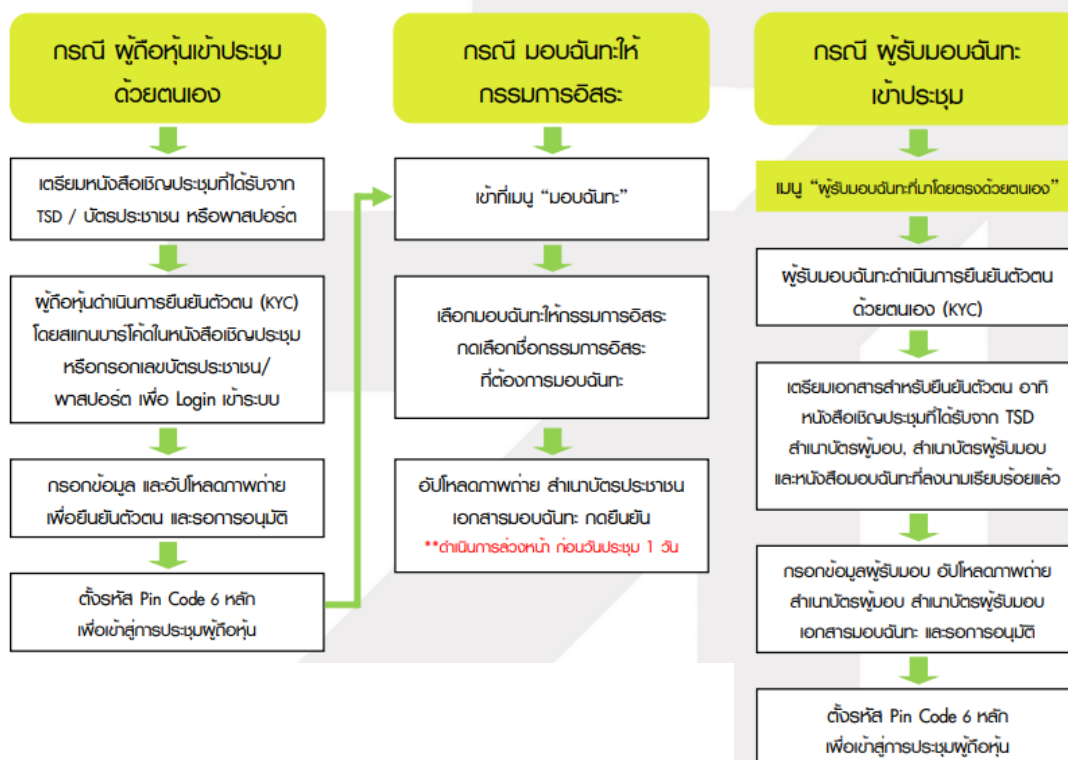 กรณี ผู้ถือหุ้นเข้าประชุม
ด้วยตนเอง
เตรียมหนังสือเชิญประชุมที่ได้รับจาก
TSD / บัตรประชาชน หรือพาสปอร์ต
ผู้ถือหุ้นดำเนินการยืนยันตัวตน (KYC)
โดยสแกนบาร์โค้ดในหนังสือเชิญประชุม
หรือกรอกเลขบัตรประชาชน/
พาสปอร์ต เพื่อ Login เข้าระบบ
กรอกข้อมูล และอัปโหลดภาพถ่าย
เพื่อยืนยันตัวตน และรอการอนุมัติ
ตั้งรหัส Pin Code 6 หลัก
เพื่อเข้าสู่การประชุมผู้ถือหุ้น
กรณี มอบฉันทะให้
กรรมการอิสระ
เข้าที่เมนู “มอบฉันทะ”
เลือกมอบฉันทะให้กรรมการอิสระ
กดเลือกชื่อกรรมการอิสระ
ที่ต้องการมอบฉันทะ
อัปโหลดภาพถ่าย สำเนาบัตรประชาชน
เอกสารมอบฉันทะ กดยืนยัน
**ดำเนินการล่วงหน้า ก่อนวันประชุม 1 วัน
กรณี ผู้รับมอบฉันทะ
เข้าประชุม
เมนู “ผู้รับมอบฉันทะที่มาโดยตรงด้วยตนเอง”
ผู้รับมอบฉันทะดำเนินการยืนยันตัวตน
ด้วยตนเอง (KYC)
เตรียมเอกสารสำหรับยืนยันตัวตน อาทิ
หนังสือเชิญประชุมที่ได้รับจาก TSD
สำเนาบัตรผู้มอบ, สำเนาบัตรผู้รับมอบ
และหนังสือมอบฉันทะที่ลงนามเรียบร้อยแล้ว
กรอกข้อมูลผู้รับมอบ อัปโหลดภาพถ่าย
สำเนาบัตรผู้มอบ สำเนาบัตรผู้รับมอบ
เอกสารมอบฉันทะ และรอการอนุมัติ
ตั้งรหัส Pin Code 6 หลัก
เพื่อเข้าสู่การประชุมผู้ถือหุ้น